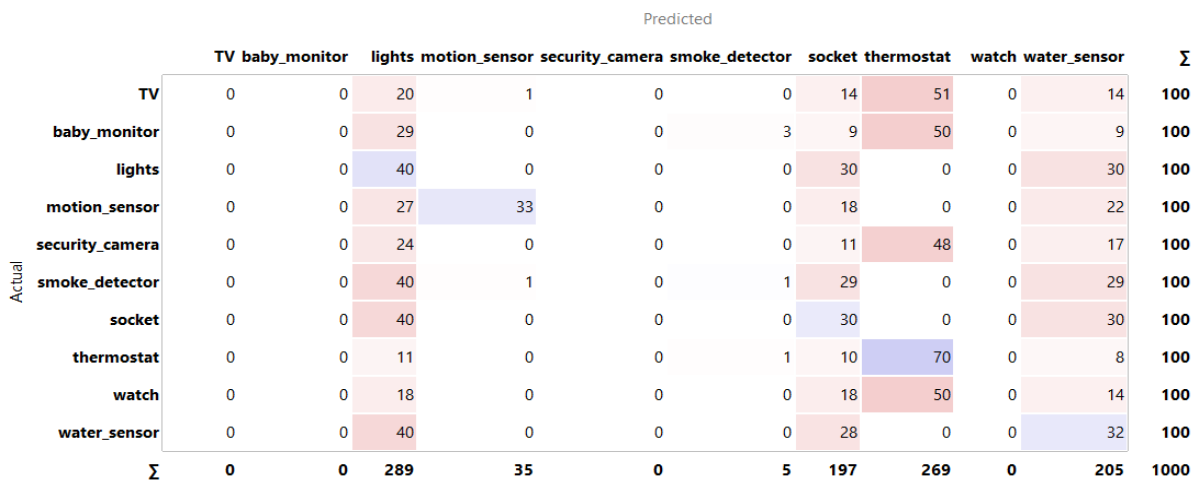 Predicted
TV baby_monitor lights motion_sensor security_camera smoke_detector socket thermostat watch water_sensor Σ
TV 0 0 20 1 0 0 14 51 0 14 100
baby_monitor 0 0 29 0 0 3 9 50 0 9 100
lights 0 0 40 0 0 0 30 0 0 30 100
motion_sensor 0 0 27 33 0 0 18 0 0 22 100
security_camera 0 0 24 0 0 0 11 48 0 17 100
Actual
smoke_detector 0 0 40 1 0 1 29 0 0 29 100
socket 0 0 40 0 0 0 30 0 0 30 100
thermostat 0 0 11 0 0 1 10 70 0 8 100
watch 0 0 18 0 0 0 18 50 0 14 100
water_sensor 0 0 40 0 0 0 28 0 0 32 100
Σ 0 0 289 35 0 5 197 269 0 205 1000